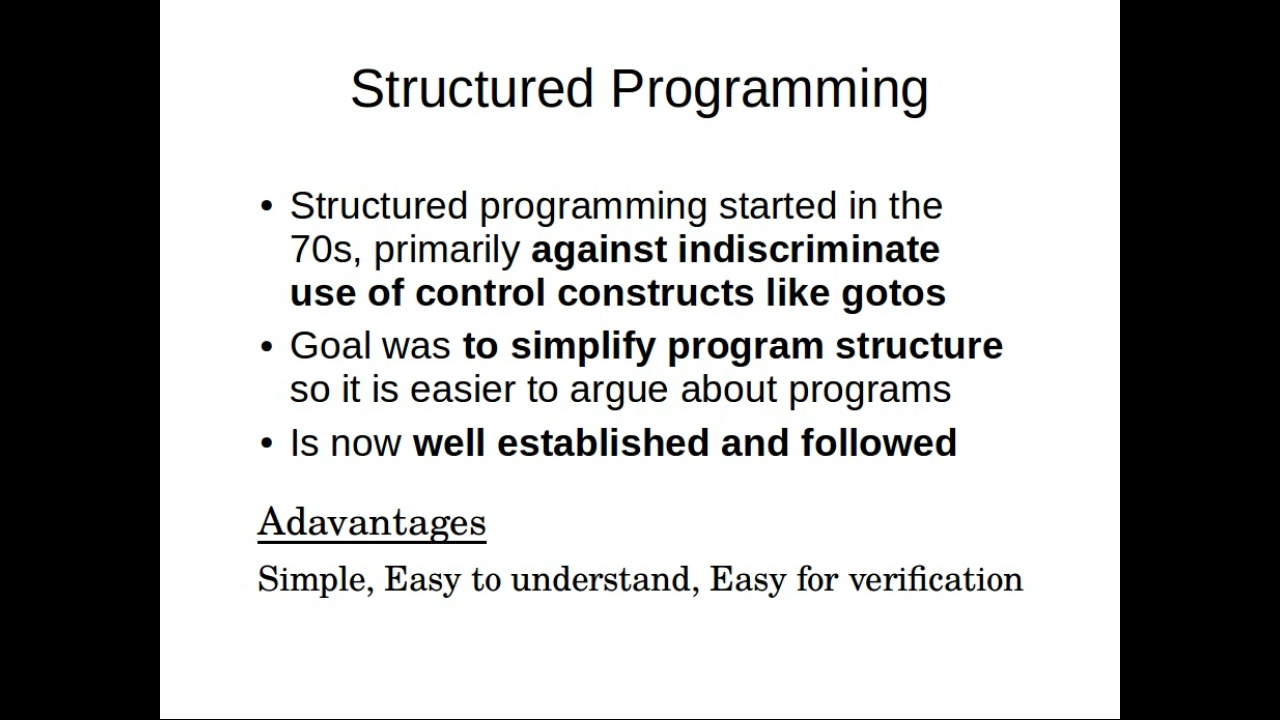 Structured Programming
• Structured programming started in the
70s, primarily against indiscriminate
use of control constructs like gotos
• Goal was to simplify program structure
so it is easier to argue about programs
• Is now well established and followed
Adavantages
Simple, Easy to understand, Easy for verification